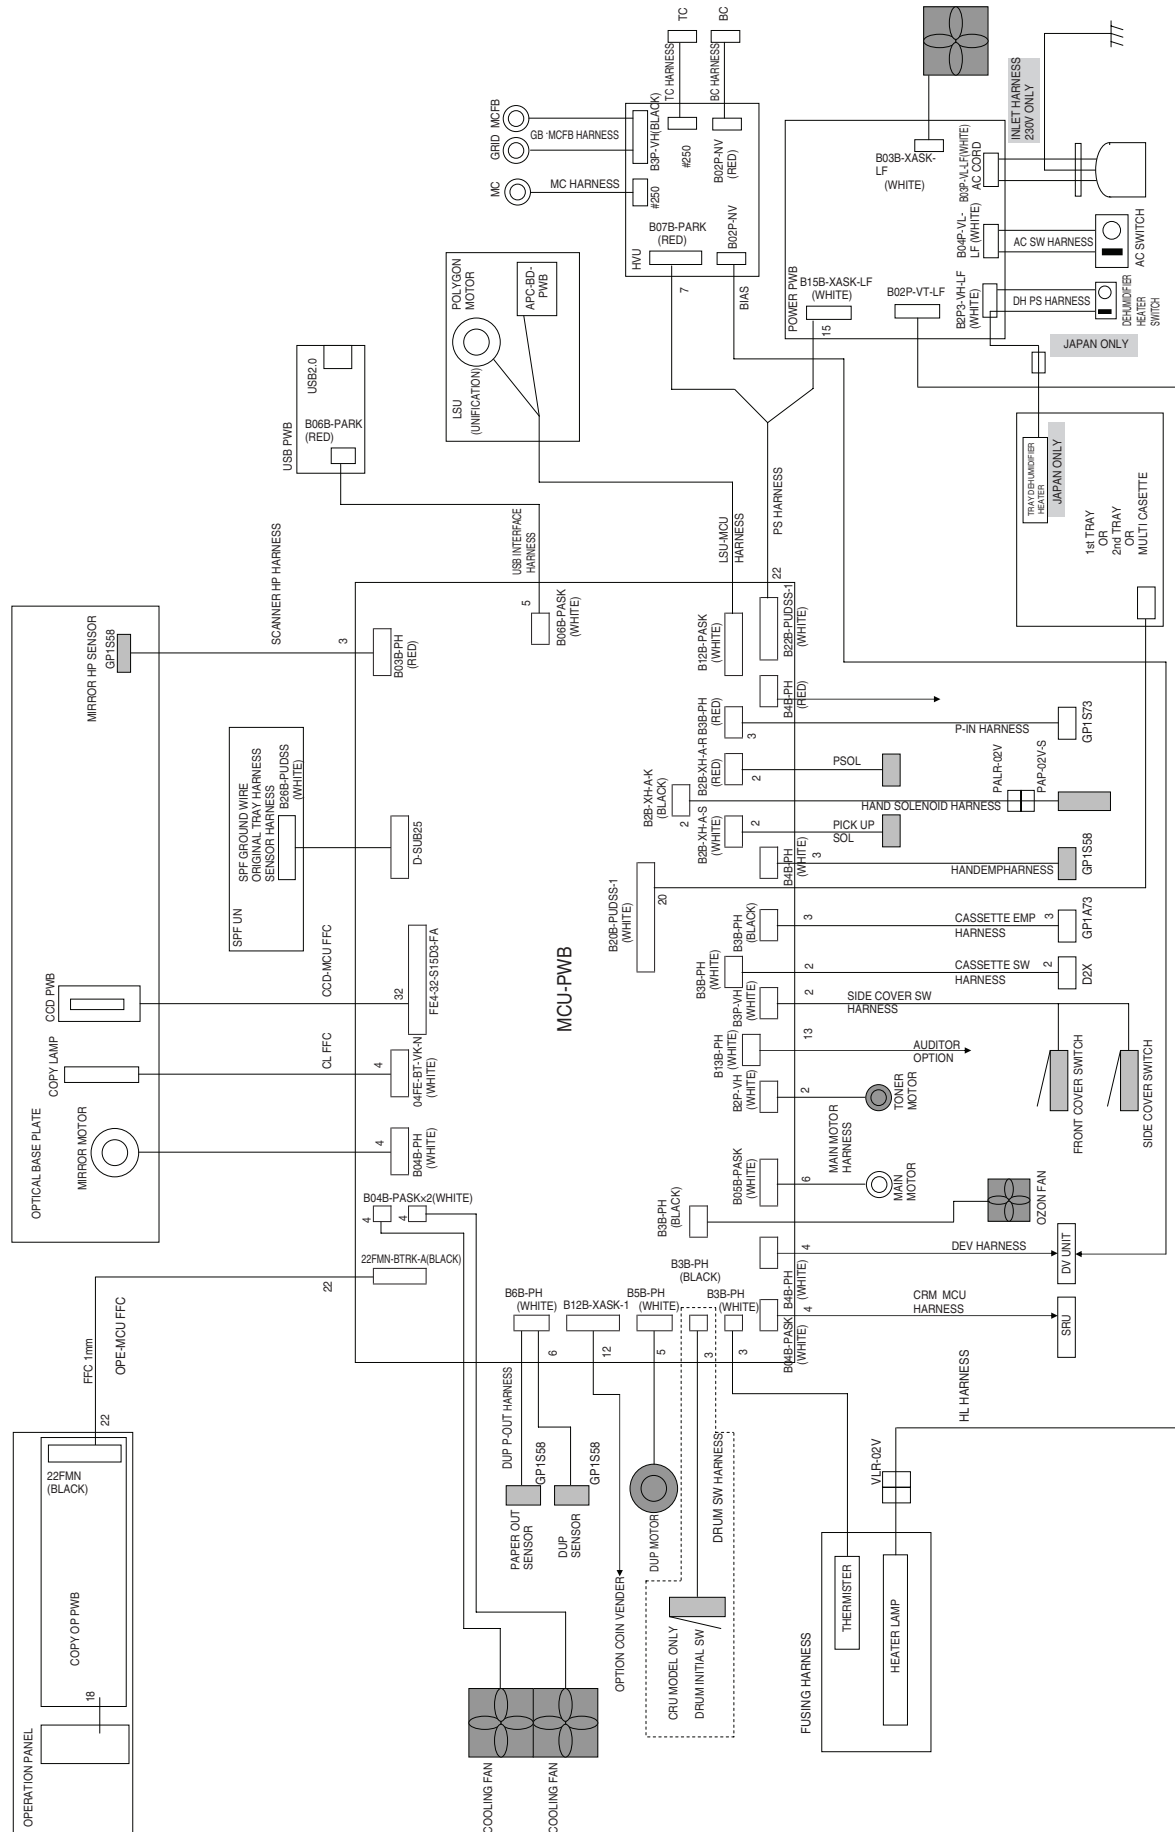 OPERATION PANEL
18
COPY OP PWB
22FMN
(BLACK)
22
FFC 1mm
OPE-MCU FFC
22
22FMN-BTRK-A(BLACK)
OPTICAL BASE PLATE
MIRROR MOTOR
COPY LAMP
CCD PWB
MIRROR HP SENSOR
GP1S58
CL FFC
CCD-MCU FFC
SCANNER HP HARNESS
SPF UN
SPF GROUND WIRE
ORIGINAL TRAY HARNESS
SENSOR HARNESS
B26B-PUDSS
(WHITE)
4
B04B-PH
(WHITE)
4
04FE-BT-VK-N
(WHITE)
32
FE4-32-S15D3-FA
D-SUB25
3
B03B-PH
(RED)
B04B-PASK×2(WHITE)
4
4
USB PWB
USB2.0
B06B-PARK
(RED)
USB INTERFACE
HARNESS
5
B06B-PASK
(WHITE)
LSU
(UNIFICATION)
POLYGON
MOTOR
APC-BD-
PWB
LSU-MCU
HARNESS
B12B-PASK
(WHITE)
PS HARNESS
22
B22B-PUDSS-1
(WHITE)
MC
GRID
MCFB
MC HARNESS
GB ･MCFB HARNESS
#250
B3P-VH(BLACK)
TC
BC
TC HARNESS
BC HARNESS
#250
B02P-NV
(RED)
HVU
B07B-PARK
(RED)
7
B02P-NV
BIAS
POWER PWB
B15B-XASK-LF
(WHITE)
15
B02P-VT-LF
B03B-XASK-
LF
(WHITE)
B2P3-VH-LF
(WHITE)
B04P-VL-
LF (WHITE)
B03P-VL-LF(WHITE)
AC CORD
INLET HARNESS
230V ONLY
AC SW HARNESS
AC SWITCH
DH PS HARNESS
DEHUMIDIFIER
HEATER
SWITCH
JAPAN ONLY
TRAY DEHUMIDIFIER
HEATER
JAPAN ONLY
1st TRAY
OR
2nd TRAY
OR
MULTI CASETTE
MCU-PWB
B4B-PH
(RED)
B3B-PH
(RED)
3
P-IN HARNESS
GP1S73
B2B-XH-A-R
(RED)
2
PSOL
B2B-XH-A-K
(BLACK)
2
HAND SOLENOID HARNESS
PALR-02V
PAP-02V-S
B2B-XH-A-S
(WHITE)
2
PICK UP
SOL
B4B-PH
(WHITE)
3
HANDEMPHARNESS
GP1S58
B20B-PUDSS-1
(WHITE)
20
B3B-PH
(BLACK)
3
CASSETTE EMP
HARNESS
3
GP1A73
B3B-PH
(WHITE)
2
CASSETTE SW
HARNESS
2
D2X
B3P-VH
(WHITE)
2
SIDE COVER SW
HARNESS
FRONT COVER SWITCH
SIDE COVER SWITCH
B13B-PH
(WHITE)
13
AUDITOR
OPTION
B2P-VH
(WHITE)
2
TONER
MOTOR
B05B-PASK
(WHITE)
6
MAIN MOTOR
HARNESS
MAIN
MOTOR
B3B-PH
(BLACK)
OZON FAN
B4B-PH
(WHITE)
4
DEV HARNESS
DV UNIT
B04B-PASK
(WHITE)
4
CRM MCU
HARNESS
SRU
B6B-PH
(WHITE)
6
B12B-XASK-1
12
B5B-PH
(WHITE)
5
B3B-PH
(BLACK)
3
B3B-PH
(WHITE)
3
DUP P-OUT HARNESS
GP1S58
PAPER OUT
SENSOR
GP1S58
DUP
SENSOR
OPTION COIN VENDER
DUP MOTOR
DRUM SW HARNESS
CRU MODEL ONLY
DRUM INITIAL SW
COOLING FAN
COOLING FAN
FUSING HARNESS
THERMISTER
HEATER LAMP
VLR-02V
HL HARNESS